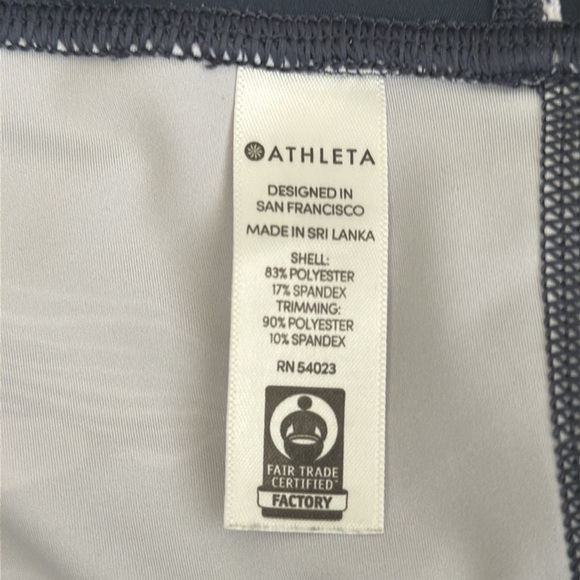 ATHLETA
DESIGNED IN
SAN FRANCISCO
MADE IN SRI LANKA
SHELL:
83% POLYESTER
17% SPANDEX
TRIMMING:
90% POLYESTER
10% SPANDEX
RN 54023
FAIR TRADE
CERTIFIED™
FACTORY